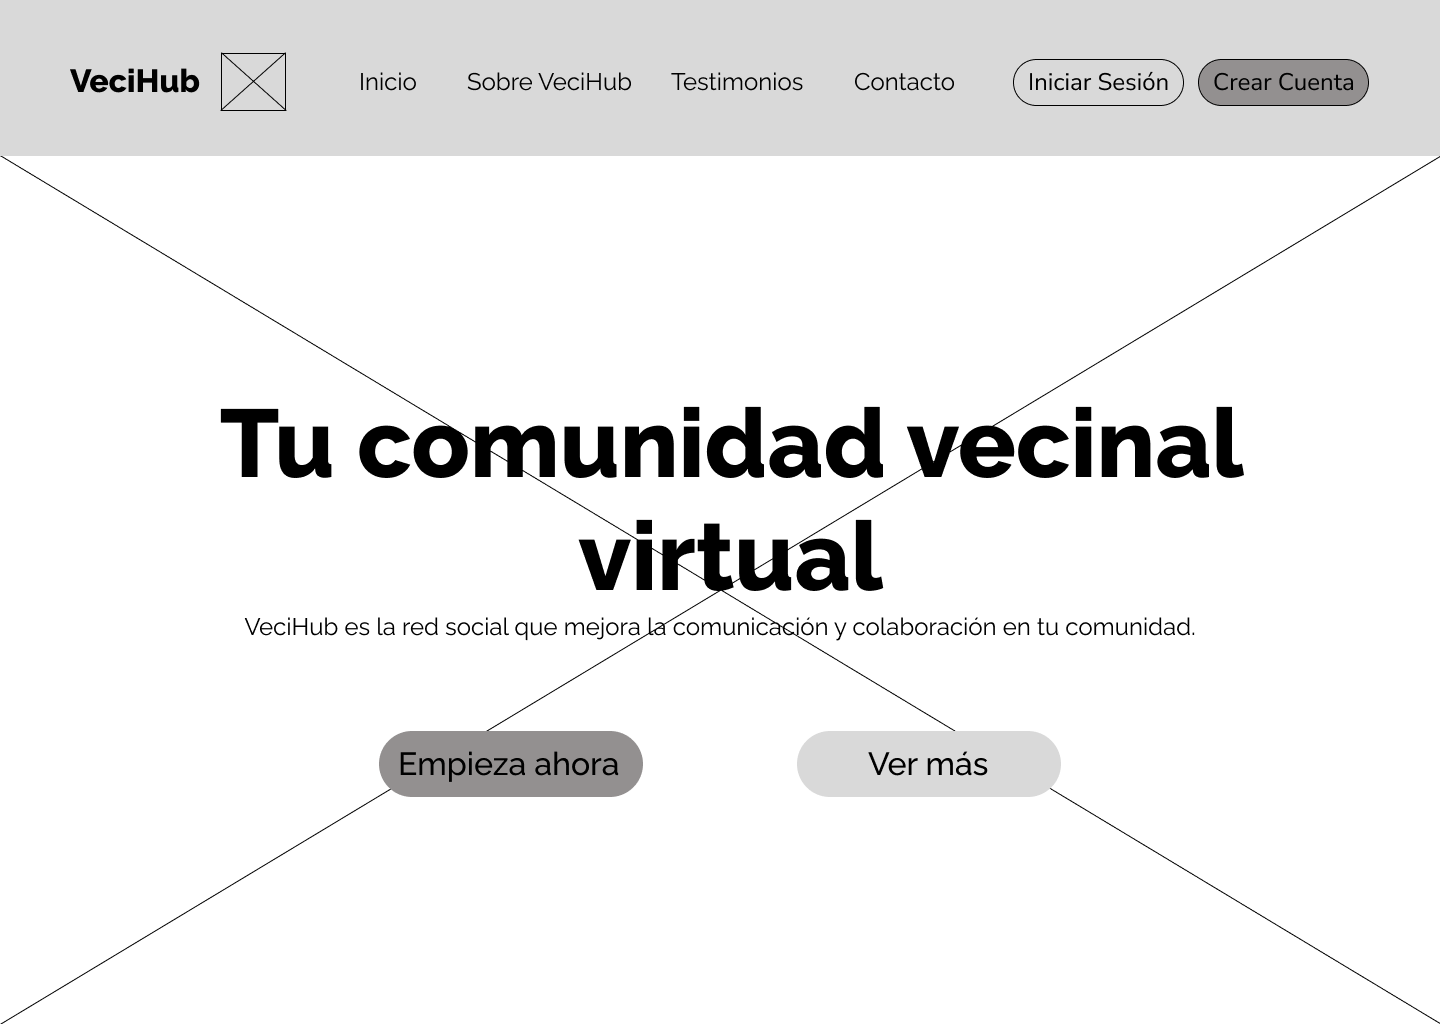 VeciHub
Inicio
Sobre VeciHub
Testimonios
Contacto
Iniciar Sesión
Crear Cuenta
Tu comunidad vecinal
virtual
VeciHub es la red social que mejora la comunicación y colaboración en tu comunidad.
Empieza ahora
Ver más